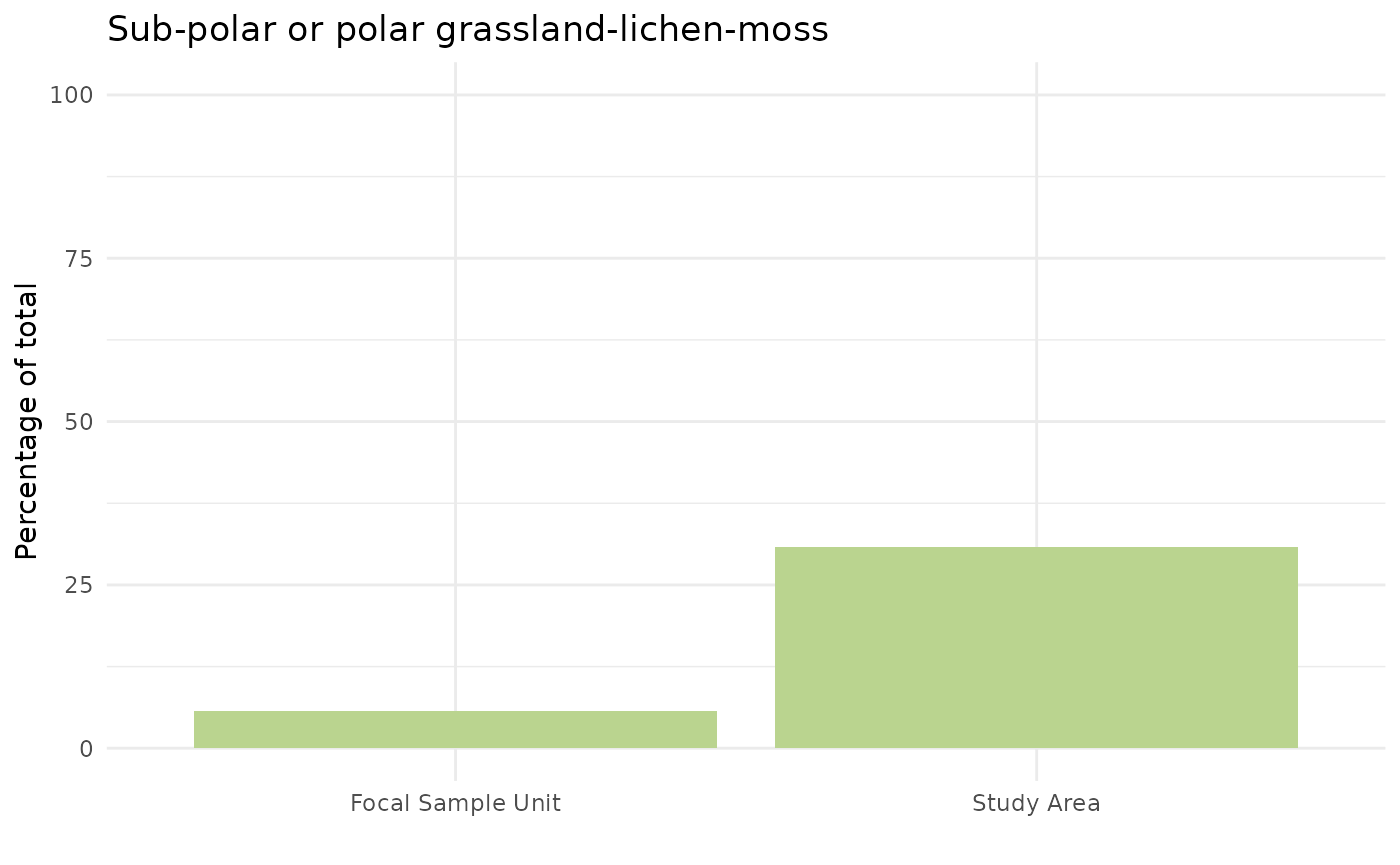 Sub-polar or polar grassland-lichen-moss
100
75
50
25
0
Percentage of total
Focal Sample Unit
Study Area